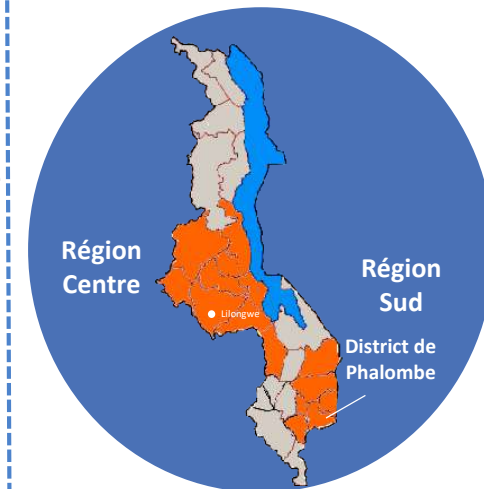 Région
Centre
Lilongwe
Région
Sud
District de
Phalombe